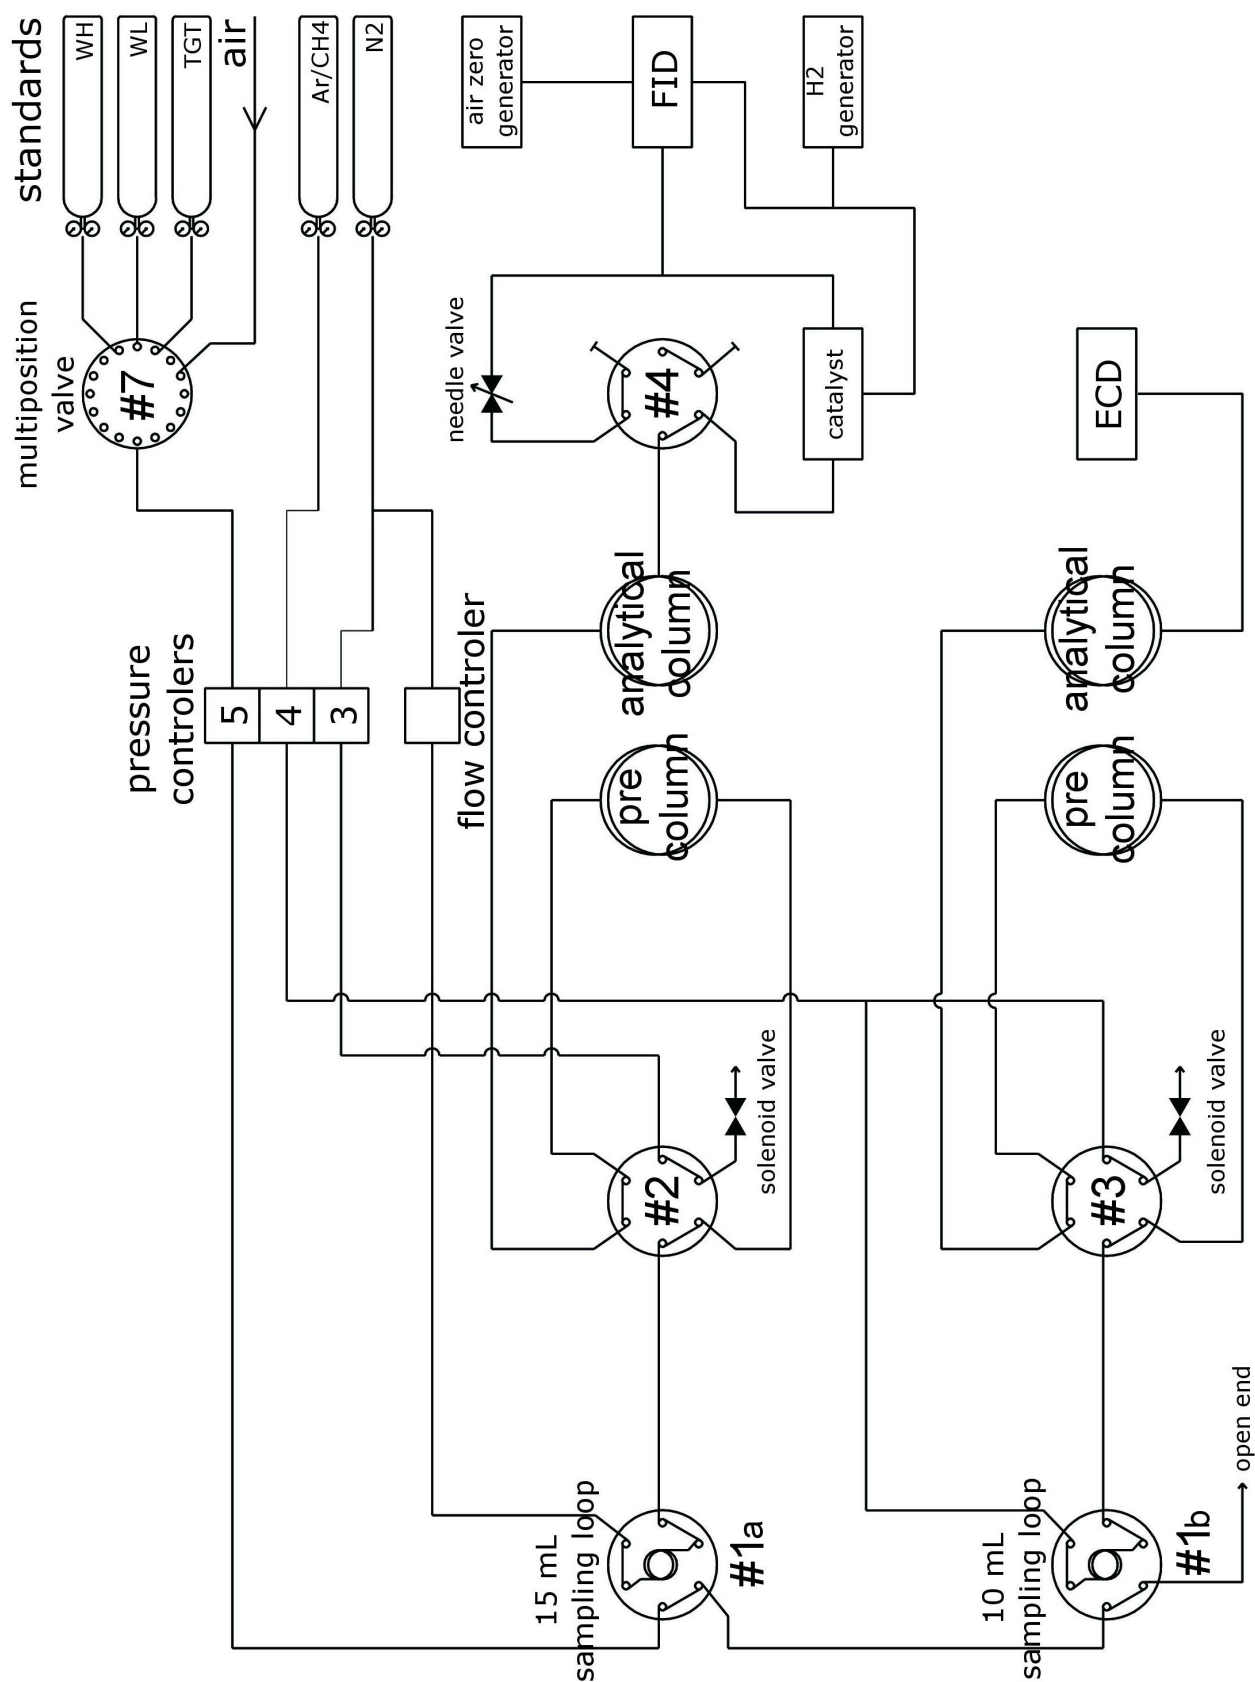 standards
WH
WL
TGT
air
Ar/CH4
N2
air zero
generator
FID
H2
generator
multiposition
valve
#7
needle valve
#4
catalyst
ECD
pressure
controlers
5
4
3
flow controler
analytical
column
pre
column
analytical
column
pre
column
#2
solenoid valve
#3
solenoid valve
15 mL
sampling loop
#1a
10 mL
sampling loop
#1b
open end